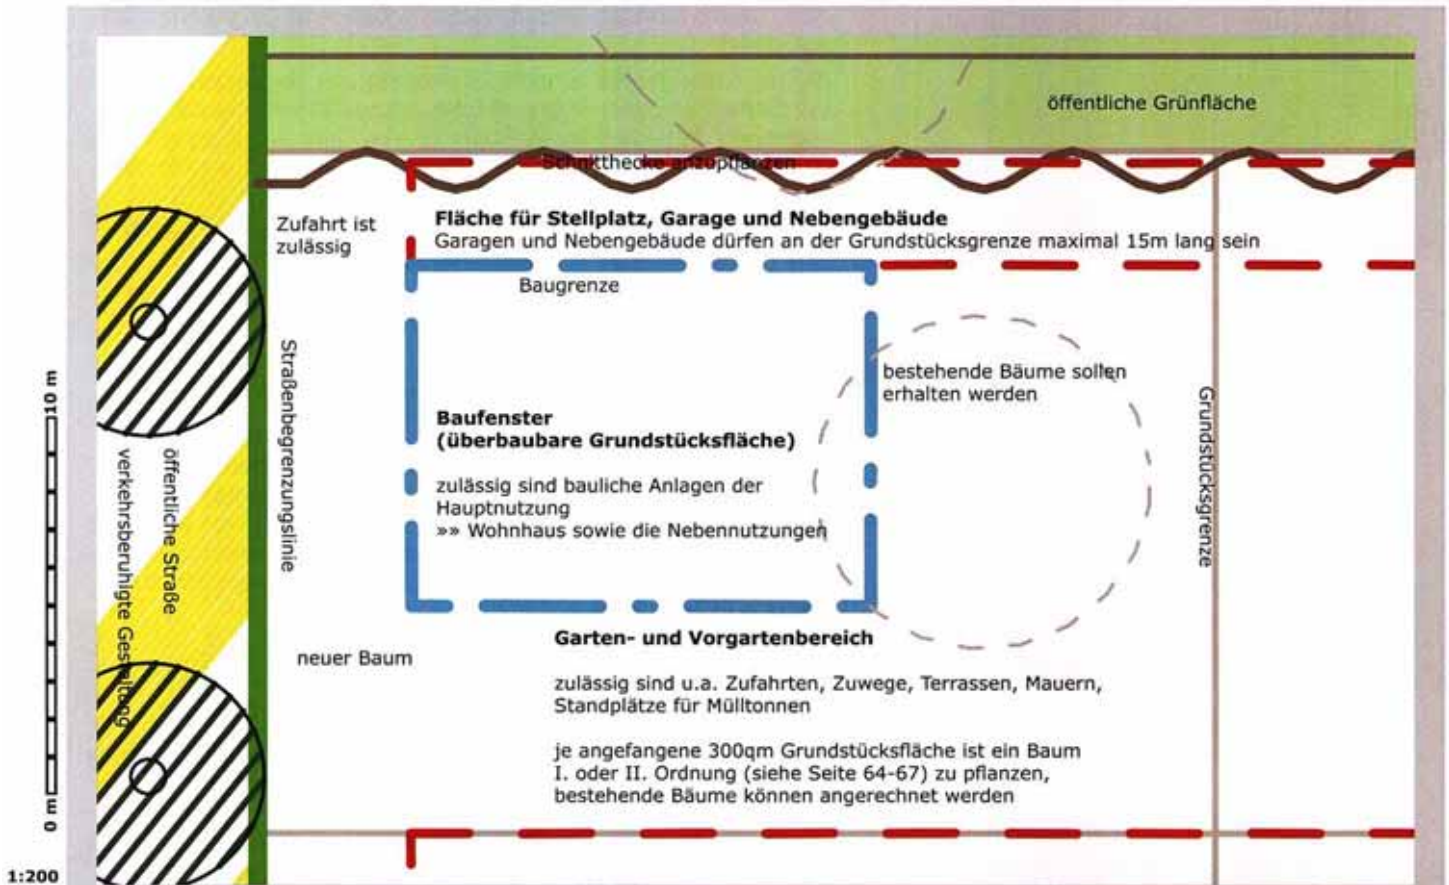 öffentliche Grünfläche
Schnitthecke anzupflanzen
Zufahrt ist
zulässig
Fläche für Stellplatz, Garage und Nebengebäude
Garagen und Nebengebäude dürfen an der Grundstücksgrenze maximal 15m lang sein
Baugrenze
Straßenbegrenzungslinie
bestehende Bäume sollen
erhalten werden
Grundstücksgrenze
Baufenster
(überbaubare Grundstücksfläche)
zulässig sind bauliche Anlagen der
Hauptnutzung
»» Wohnhaus sowie die Nebennutzungen
10 m
öffentliche Straße
verkehrsberuhigte Gestaltung
neuer Baum
Garten- und Vorgartenbereich
zulässig sind u.a. Zufahrten, Zuwege, Terrassen, Mauern,
Standplätze für Mülltonnen
je angefangene 300qm Grundstücksfläche ist ein Baum
I. oder II. Ordnung (siehe Seite 64-67) zu pflanzen,
bestehende Bäume können angerechnet werden
0 m
1:200